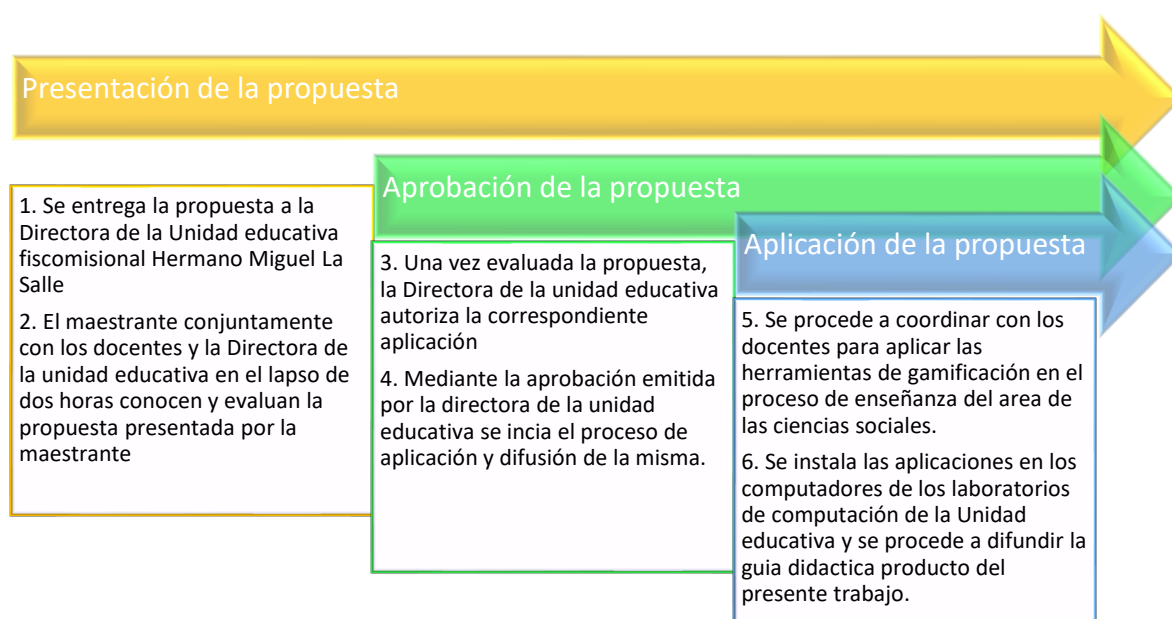 Presentación de la propuesta
1. Se entrega la propuesta a la
Directora de la Unidad educativa
fiscomisional Hermano Miguel La
Salle
2. El maestrante conjuntamente
con los docentes y la Directora de
la unidad educativa en el lapso de
dos horas conocen y evaluan la
propuesta presentada por la
maestrante
Aprobación de la propuesta
3. Una vez evaluada la propuesta,
la Directora de la unidad educativa
autoriza la correspondiente
aplicación
4. Mediante la aprobación emitida
por la directora de la unidad
educativa se incia el proceso de
aplicación y difusión de la misma.
Aplicación de la propuesta
5. Se procede a coordinar con los
docentes para aplicar las
herramientas de gamificación en el
proceso de enseñanza del area de
las ciencias sociales.
6. Se instala las aplicaciones en los
computadores de los laboratorios
de computación de la Unidad
educativa y se procede a difundir la
guia didactica producto del
presente trabajo.